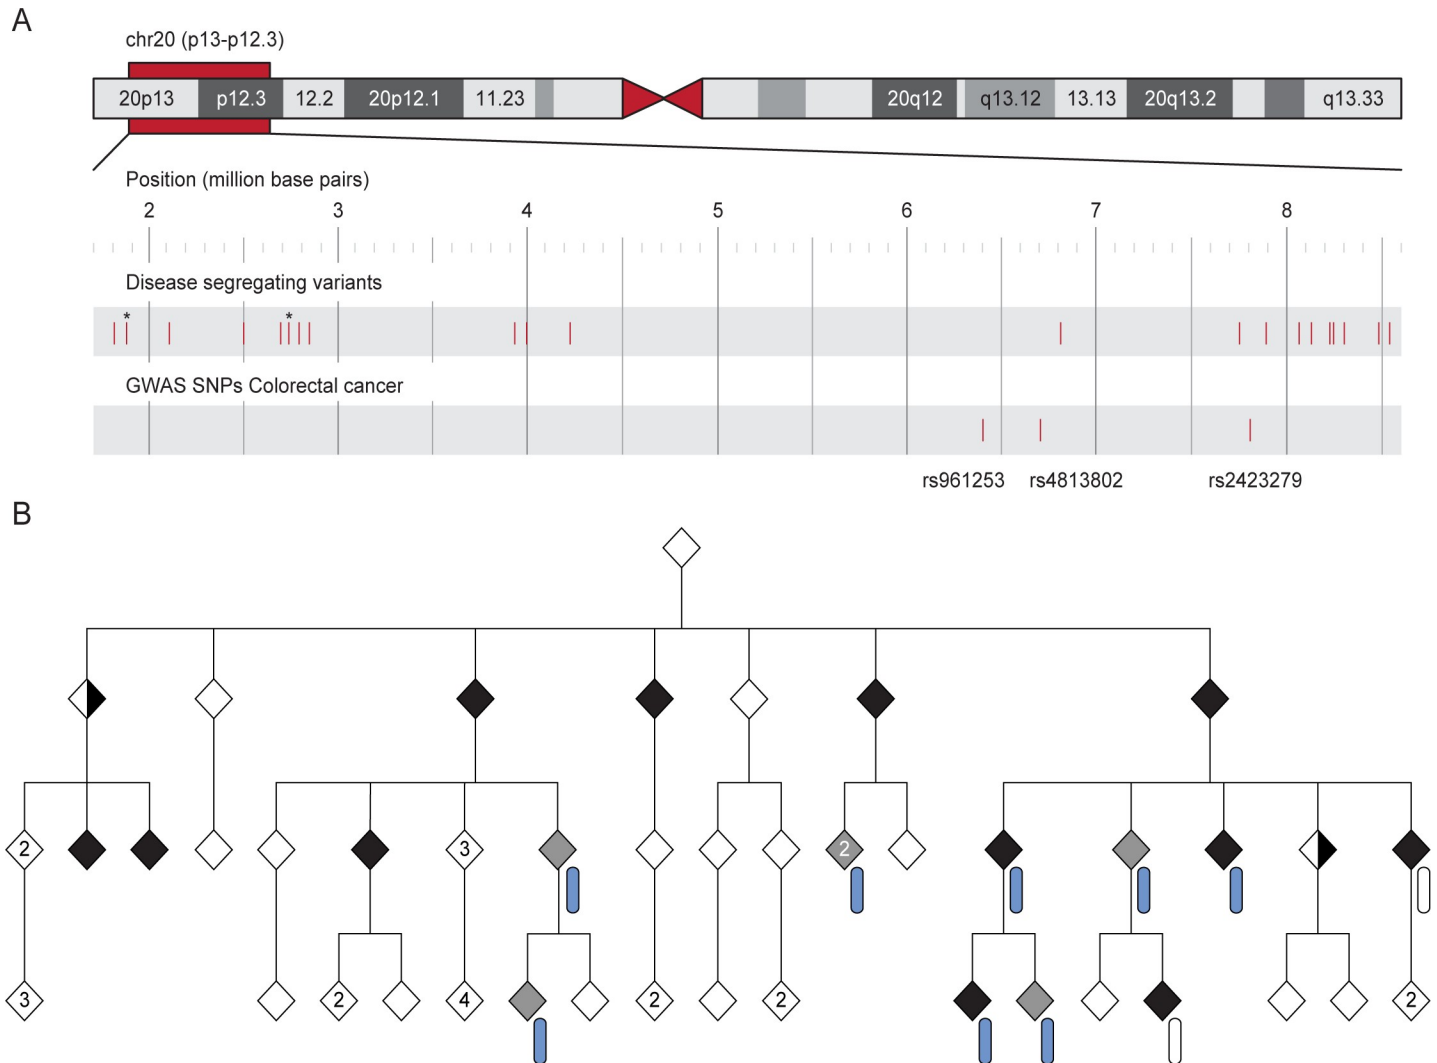 A
chr20 (p13-p12.3)
20p13 p12.3 12.2 20p12.1 11.23 20q12 q13.12 13.13 20q13.2 q13.33
Position (million base pairs)
2 3 4 5 6 7 8
Disease segregating variants
* *
GWAS SNPs Colorectal cancer
rs961253 rs4813802 rs2423279
B
2 3 2
3 2 4 2 2 2